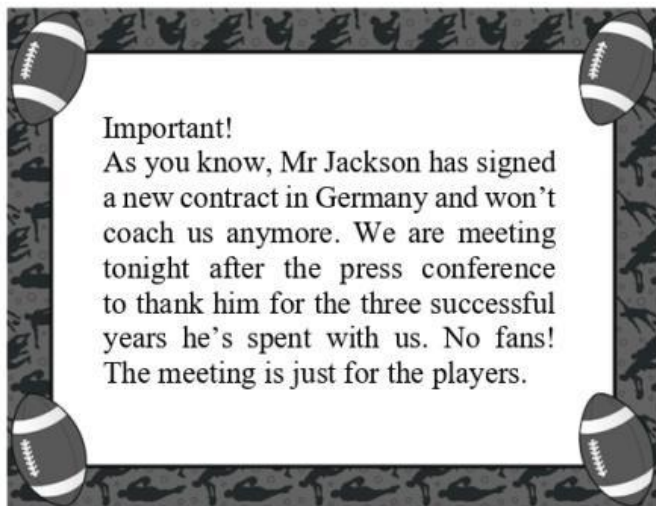 Important!
As you know, Mr Jackson has signed
a new contract in Germany and won't
coach us anymore. We are meeting
tonight after the press conference
to thank him for the three successful
years he's spent with us. No fans!
The meeting is just for the players.